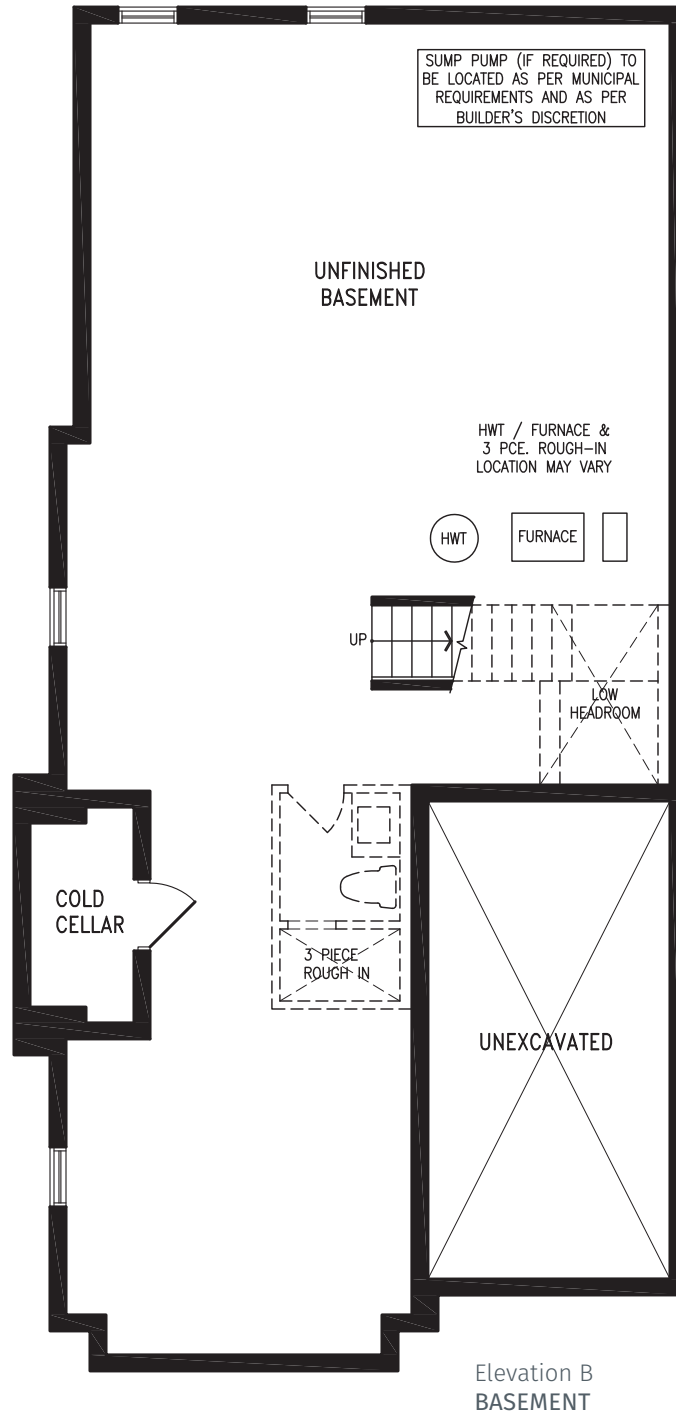 SUMP PUMP (IF REQUIRED) TO
BE LOCATED AS PER MUNICIPAL
REQUIREMENTS AND AS PER
BUILDER'S DISCRETION
UNFINISHED
BASEMENT
HWT / FURNACE &
3 PCE. ROUGH-IN
LOCATION MAY VARY
HWT
FURNACE
UP
LOW
HEADROOM
COLD
CELLAR
3 PIECE
ROUGH IN
UNEXCAVATED
Elevation B
BASEMENT